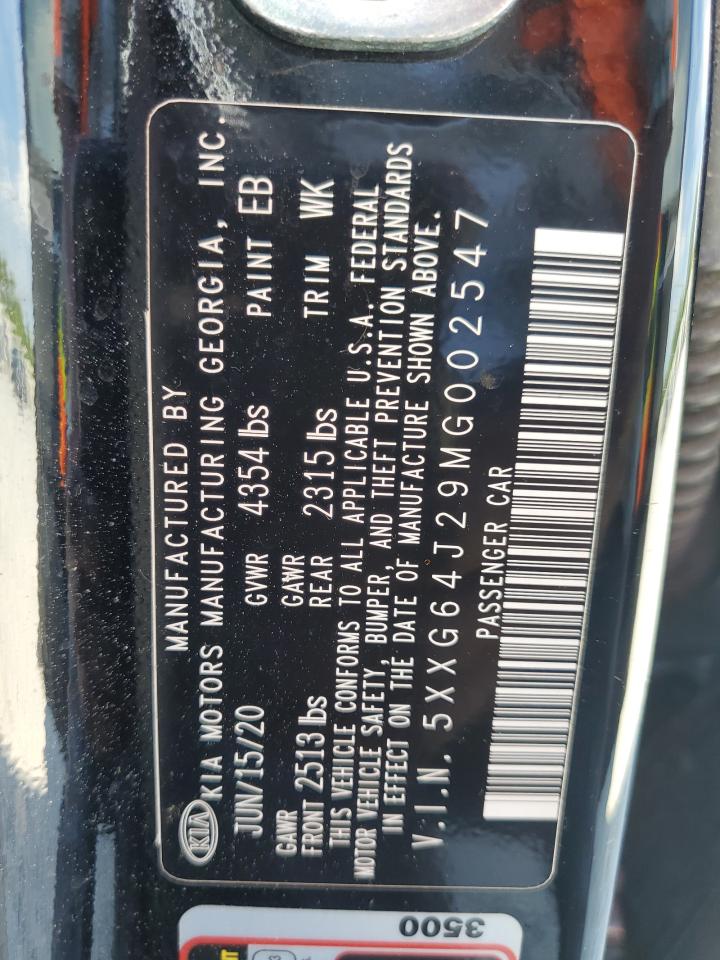 MANUFACTURED BY
KIA KIA MOTORS MANUFACTURING GEORGIA, INC.
JUN/15/20 GVWR 4354 lbs PAINT EB
GAWR FRONT 2513 lbs GAWR REAR 2315 lbs TRIM WK
THIS VEHICLE CONFORMS TO ALL APPLICABLE U.S.A. FEDERAL
MOTOR VEHICLE SAFETY, BUMPER, AND THEFT PREVENTION STANDARDS
IN EFFECT ON THE DATE OF MANUFACTURE SHOWN ABOVE.
V.I.N. 5XXG64J29MG002547
PASSENGER CAR
3500